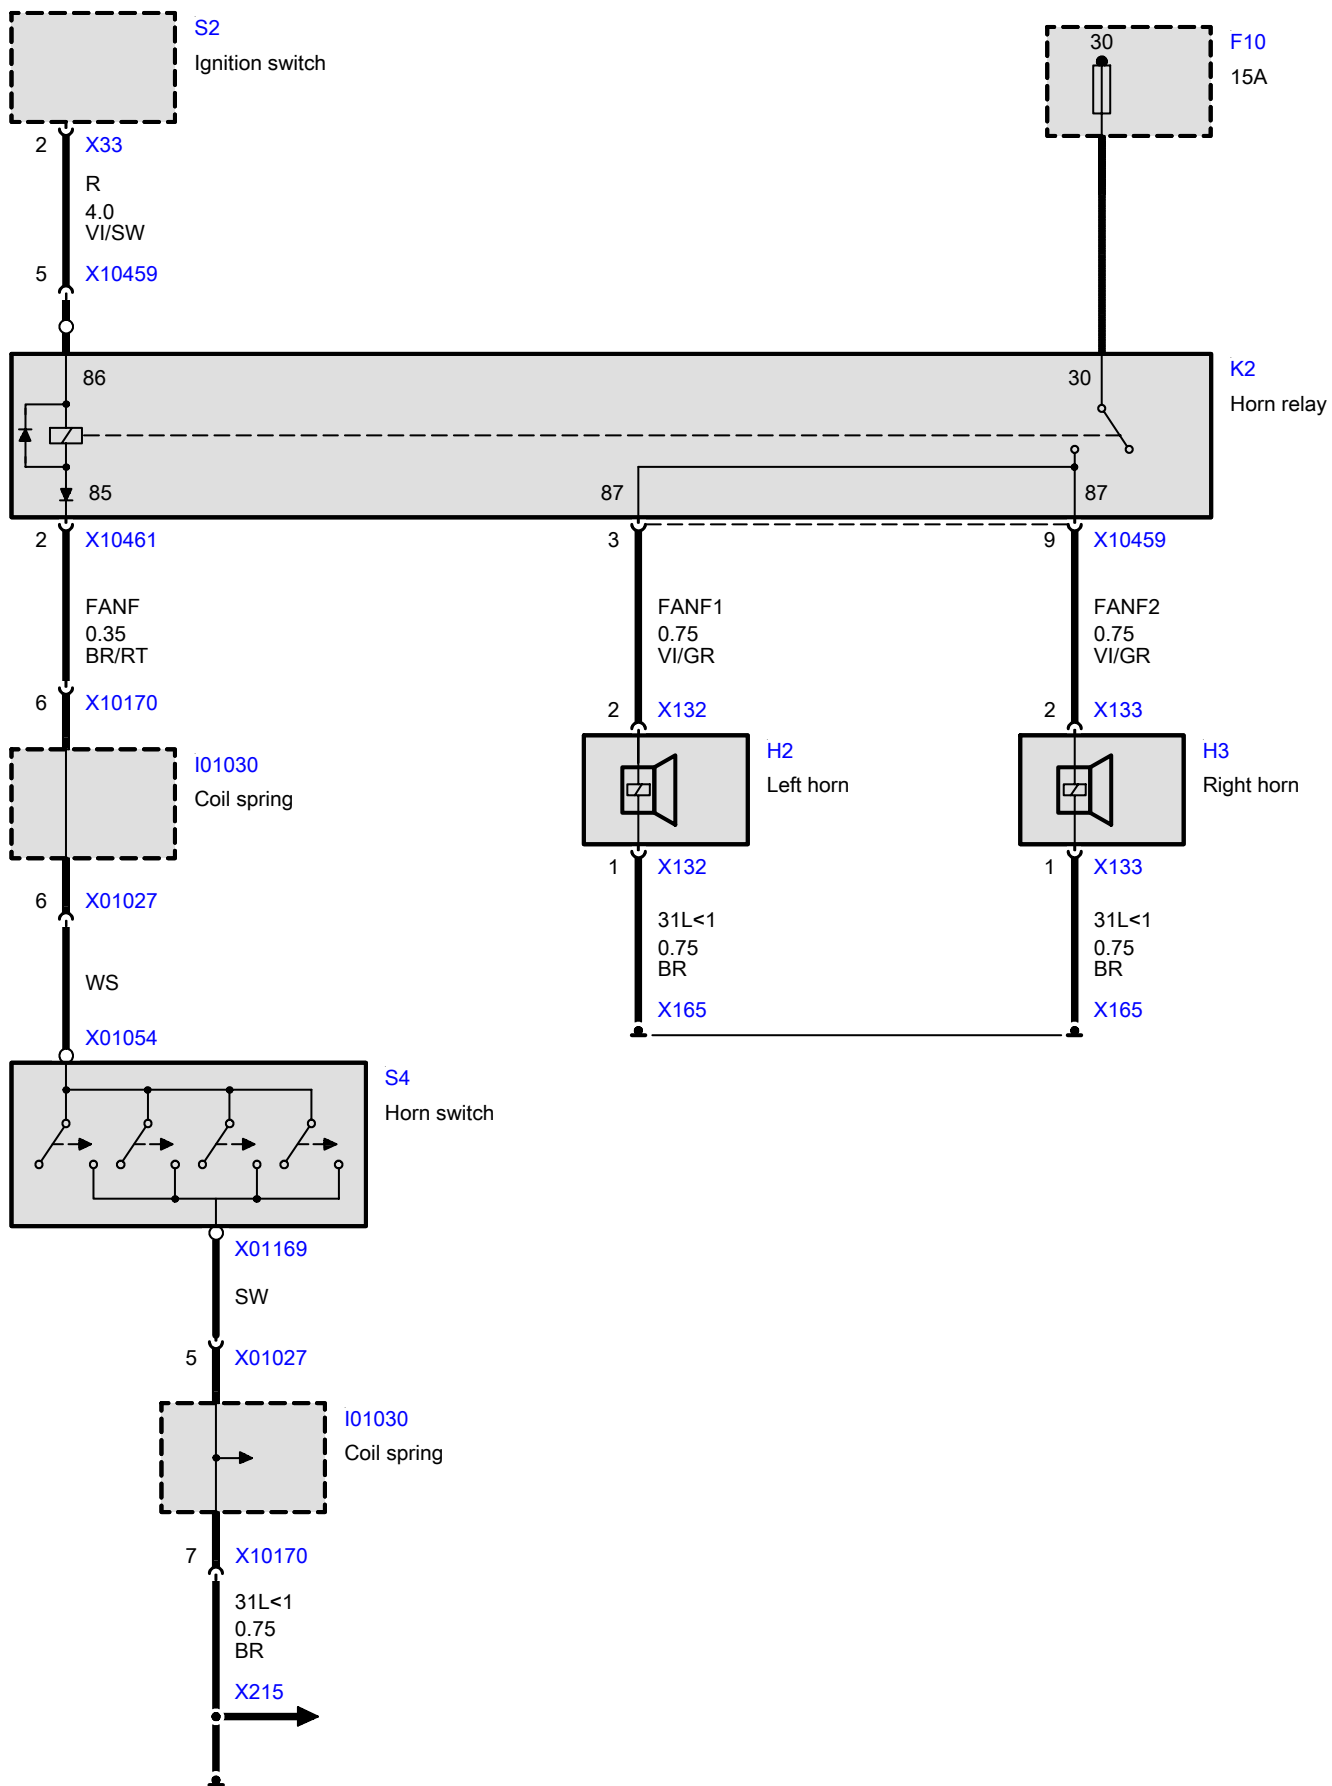 S2
Ignition switch
30
F10
15A
2 X33
R
4.0
VI/SW
5 X10459
86
30
K2
Horn relay
85
87
87
2 X10461
3
9 X10459
FANF
0.35
BR/RT
FANF1
0.75
VI/GR
FANF2
0.75
VI/GR
6 X10170
2 X132
2 X133
I01030
Coil spring
H2
Left horn
H3
Right horn
6 X01027
1 X132
1 X133
31L<1
0.75
BR
31L<1
0.75
BR
WS
X165
X165
X01054
S4
Horn switch
X01169
SW
5 X01027
I01030
Coil spring
7 X10170
31L<1
0.75
BR
X215